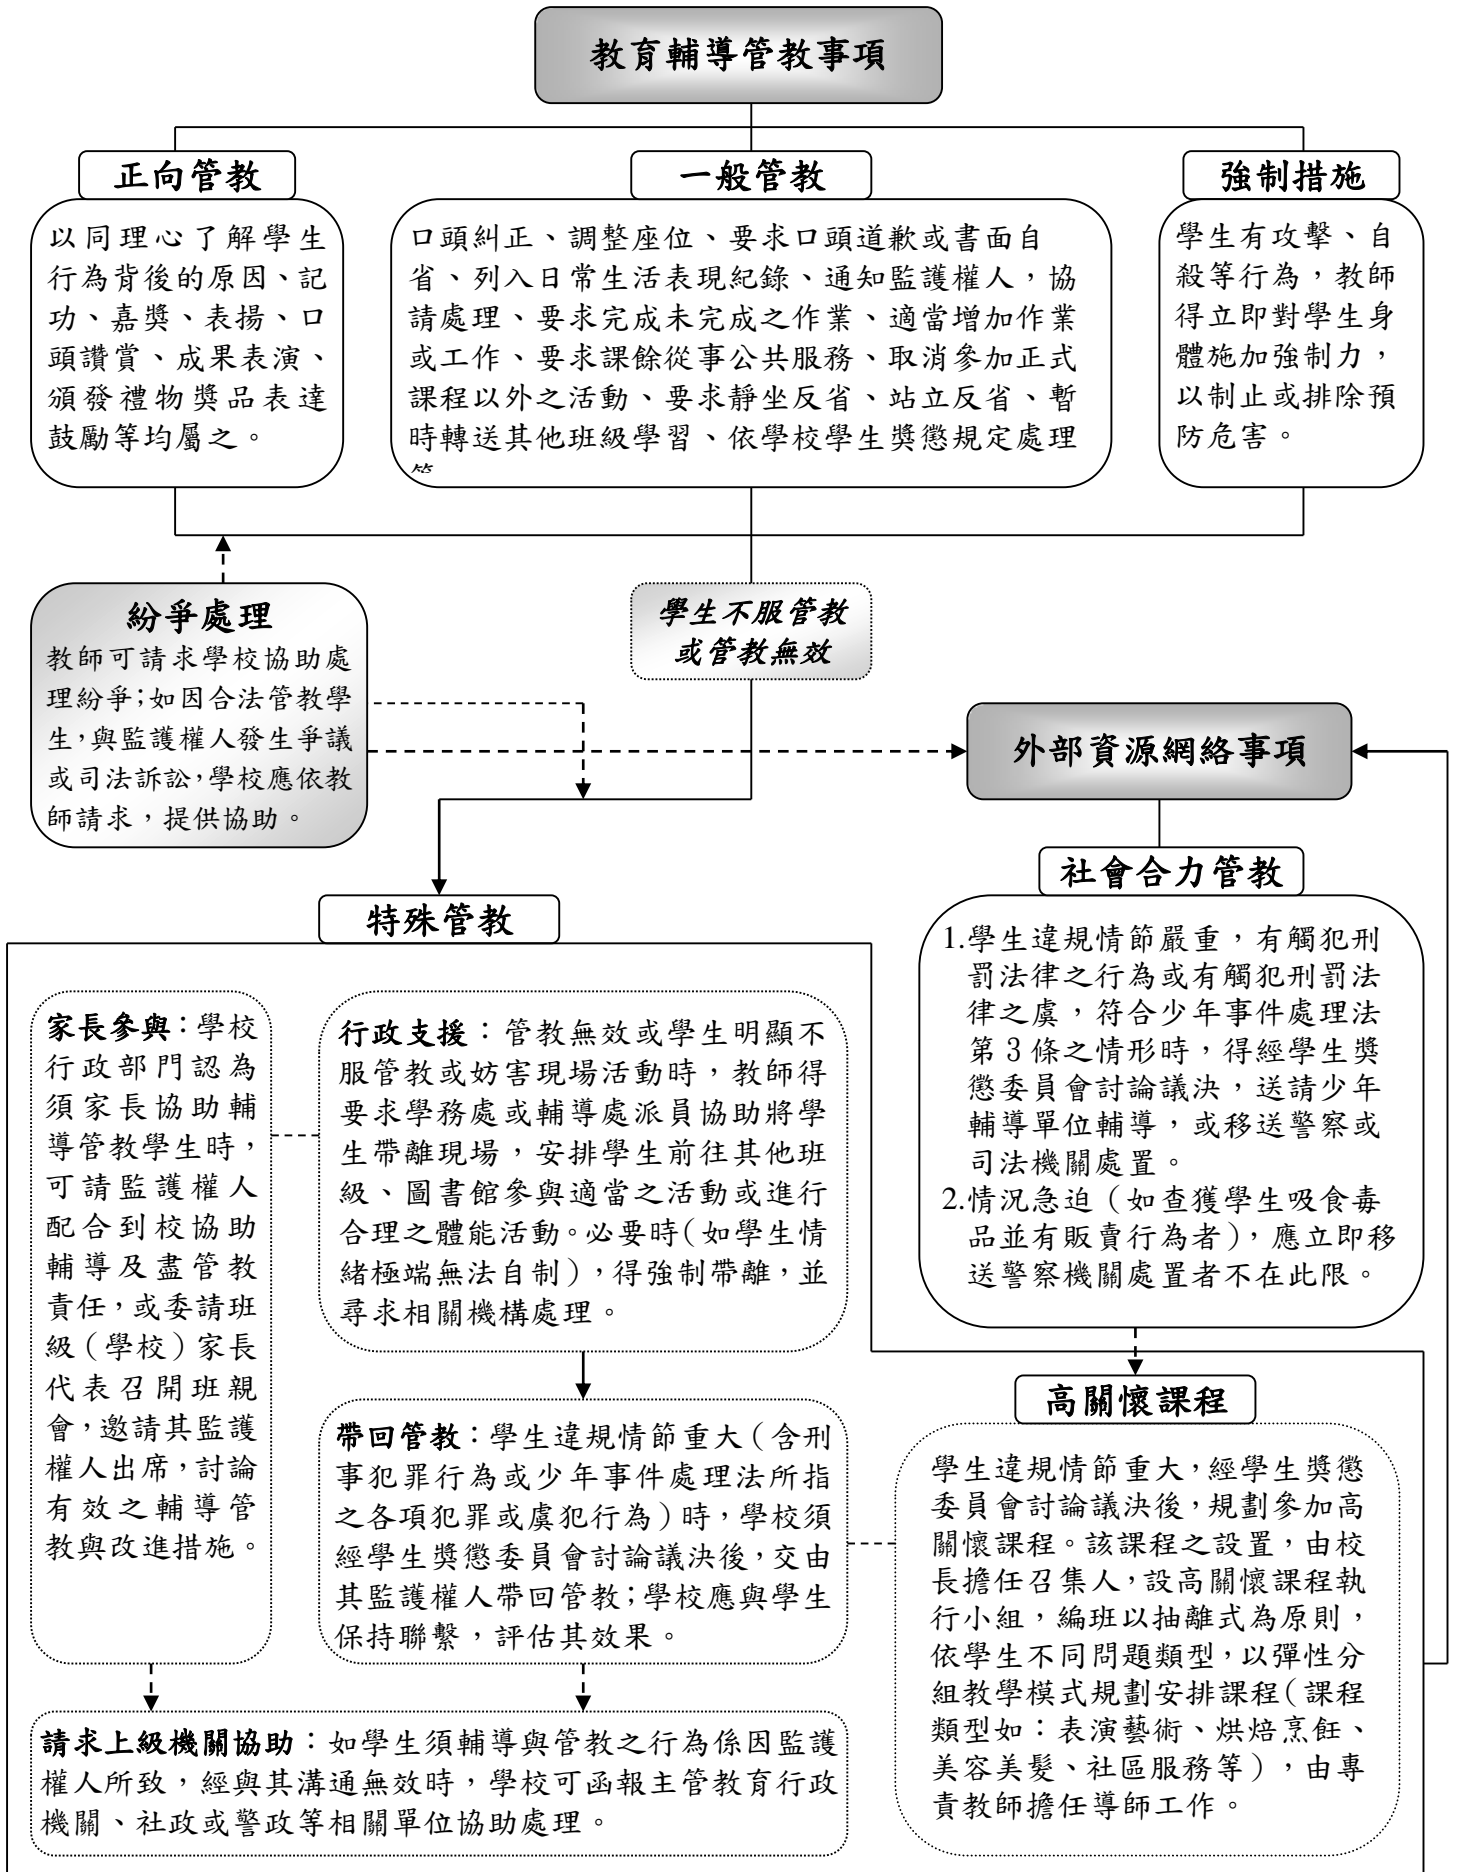 教育輔導管教事項
正向管教
以同理心了解學生
行為背後的原因、記
功、嘉獎、表揚、口
頭讚賞、成果表演、
頒發禮物獎品表達
鼓勵等均屬之。
一般管教
口頭糾正、調整座位、要求口頭道歉或書面自
省、列入日常生活表現紀錄、通知監護權人，協
請處理、要求完成未完成之作業、適當增加作業
或工作、要求課餘從事公共服務、取消參加正式
課程以外之活動、要求靜坐反省、站立反省、暫
時轉送其他班級學習、依學校學生獎懲規定處理
強制措施
學生有攻擊、自
殺等行為，教師
得立即對學生身
體施加強制力，
以制止或排除預
防危害。
紛爭處理
教師可請求學校協助處
理紛爭;如因合法管教學
生，與監護權人發生爭議
或司法訴訟，學校應依教
師請求，提供協助。
學生不服管教
或管教無效
外部資源網絡事項
社會合力管教
1.學生違規情節嚴重，有觸犯刑
罰法律之行為或有觸犯刑罰法
律之虞，符合少年事件處理法
第3條之情形時，得經學生獎
懲委員會討論議決，送請少年
輔導單位輔導，或移送警察或
司法機關處置。
2.情況急迫（如查獲學生吸食毒
品並有販賣行為者），應立即移
送警察機關處置者不在此限。
特殊管教
家長參與：學校
行政部門認為
須家長協助輔
導管教學生時，
可請監護權人
配合到校協助
輔導及盡管教
責任，或委請班
級（學校）家長
代表召開班親
會，邀請其監護
權人出席，討論
有效之輔導管
教與改進措施。
行政支援：管教無效或學生明顯不
服管教或妨害現場活動時，教師得
要求學務處或輔導處派員協助將學
生帶離現場，安排學生前往其他班
級、圖書館參與適當之活動或進行
合理之體能活動。必要時（如學生情
緒極端無法自制），得強制帶離，並
尋求相關機構處理。
帶回管教：學生違規情節重大（含刑
事犯罪行為或少年事件處理法所指
之各項犯罪或虞犯行為）時，學校須
經學生獎懲委員會討論議決後，交由
其監護權人帶回管教；學校應與學生
保持聯繫，評估其效果。
高關懷課程
學生違規情節重大，經學生獎懲
委員會討論議決後，規劃參加高
關懷課程。該課程之設置，由校
長擔任召集人，設高關懷課程執
行小組，編班以抽離式為原則，
依學生不同問題類型，以彈性分
組教學模式規劃安排課程（課程
類型如：表演藝術、烘焙烹飪、
美容美髮、社區服務等），由專
責教師擔任導師工作。
請求上級機關協助：如學生須輔導與管教之行為係因監護
權人所致，經與其溝通無效時，學校可函報主管教育行政
機關、社政或警政等相關單位協助處理。